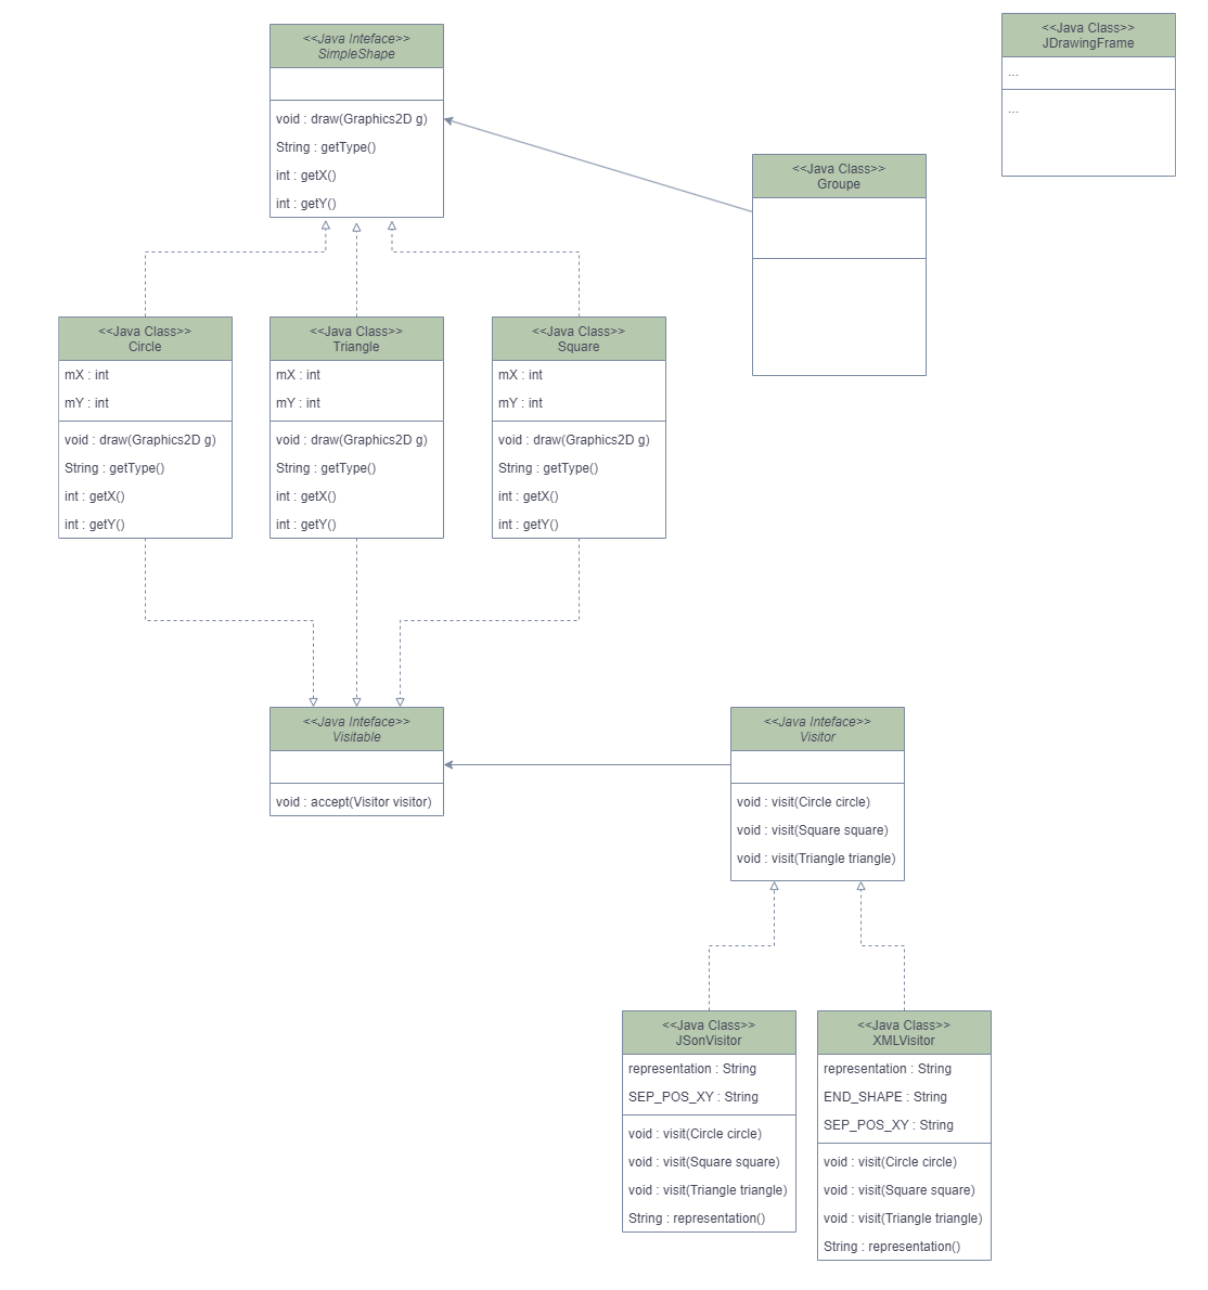 <<Java Inteface>>
SimpleShape
void : draw(Graphics2D g)
String : getType()
int : getX()
int : getY()
<<Java Class>>
JDrawingFrame
...
...
<<Java Class>>
Groupe
<<Java Class>>
Circle
mX : int
mY : int
void : draw(Graphics2D g)
String : getType()
int : getX()
int : getY()
<<Java Class>>
Triangle
mX : int
mY : int
void : draw(Graphics2D g)
String : getType()
int : getX()
int : getY()
<<Java Class>>
Square
mX : int
mY : int
void : draw(Graphics2D g)
String : getType()
int : getX()
int : getY()
<<Java Inteface>>
Visitable
void : accept(Visitor visitor)
<<Java Inteface>>
Visitor
void : visit(Circle circle)
void : visit(Square square)
void : visit(Triangle triangle)
<<Java Class>>
JSonVisitor
representation : String
SEP_POS_XY : String
void : visit(Circle circle)
void : visit(Square square)
void : visit(Triangle triangle)
String : representation()
<<Java Class>>
XMLVisitor
representation : String
END_SHAPE : String
SEP_POS_XY : String
void : visit(Circle circle)
void : visit(Square square)
void : visit(Triangle triangle)
String : representation()